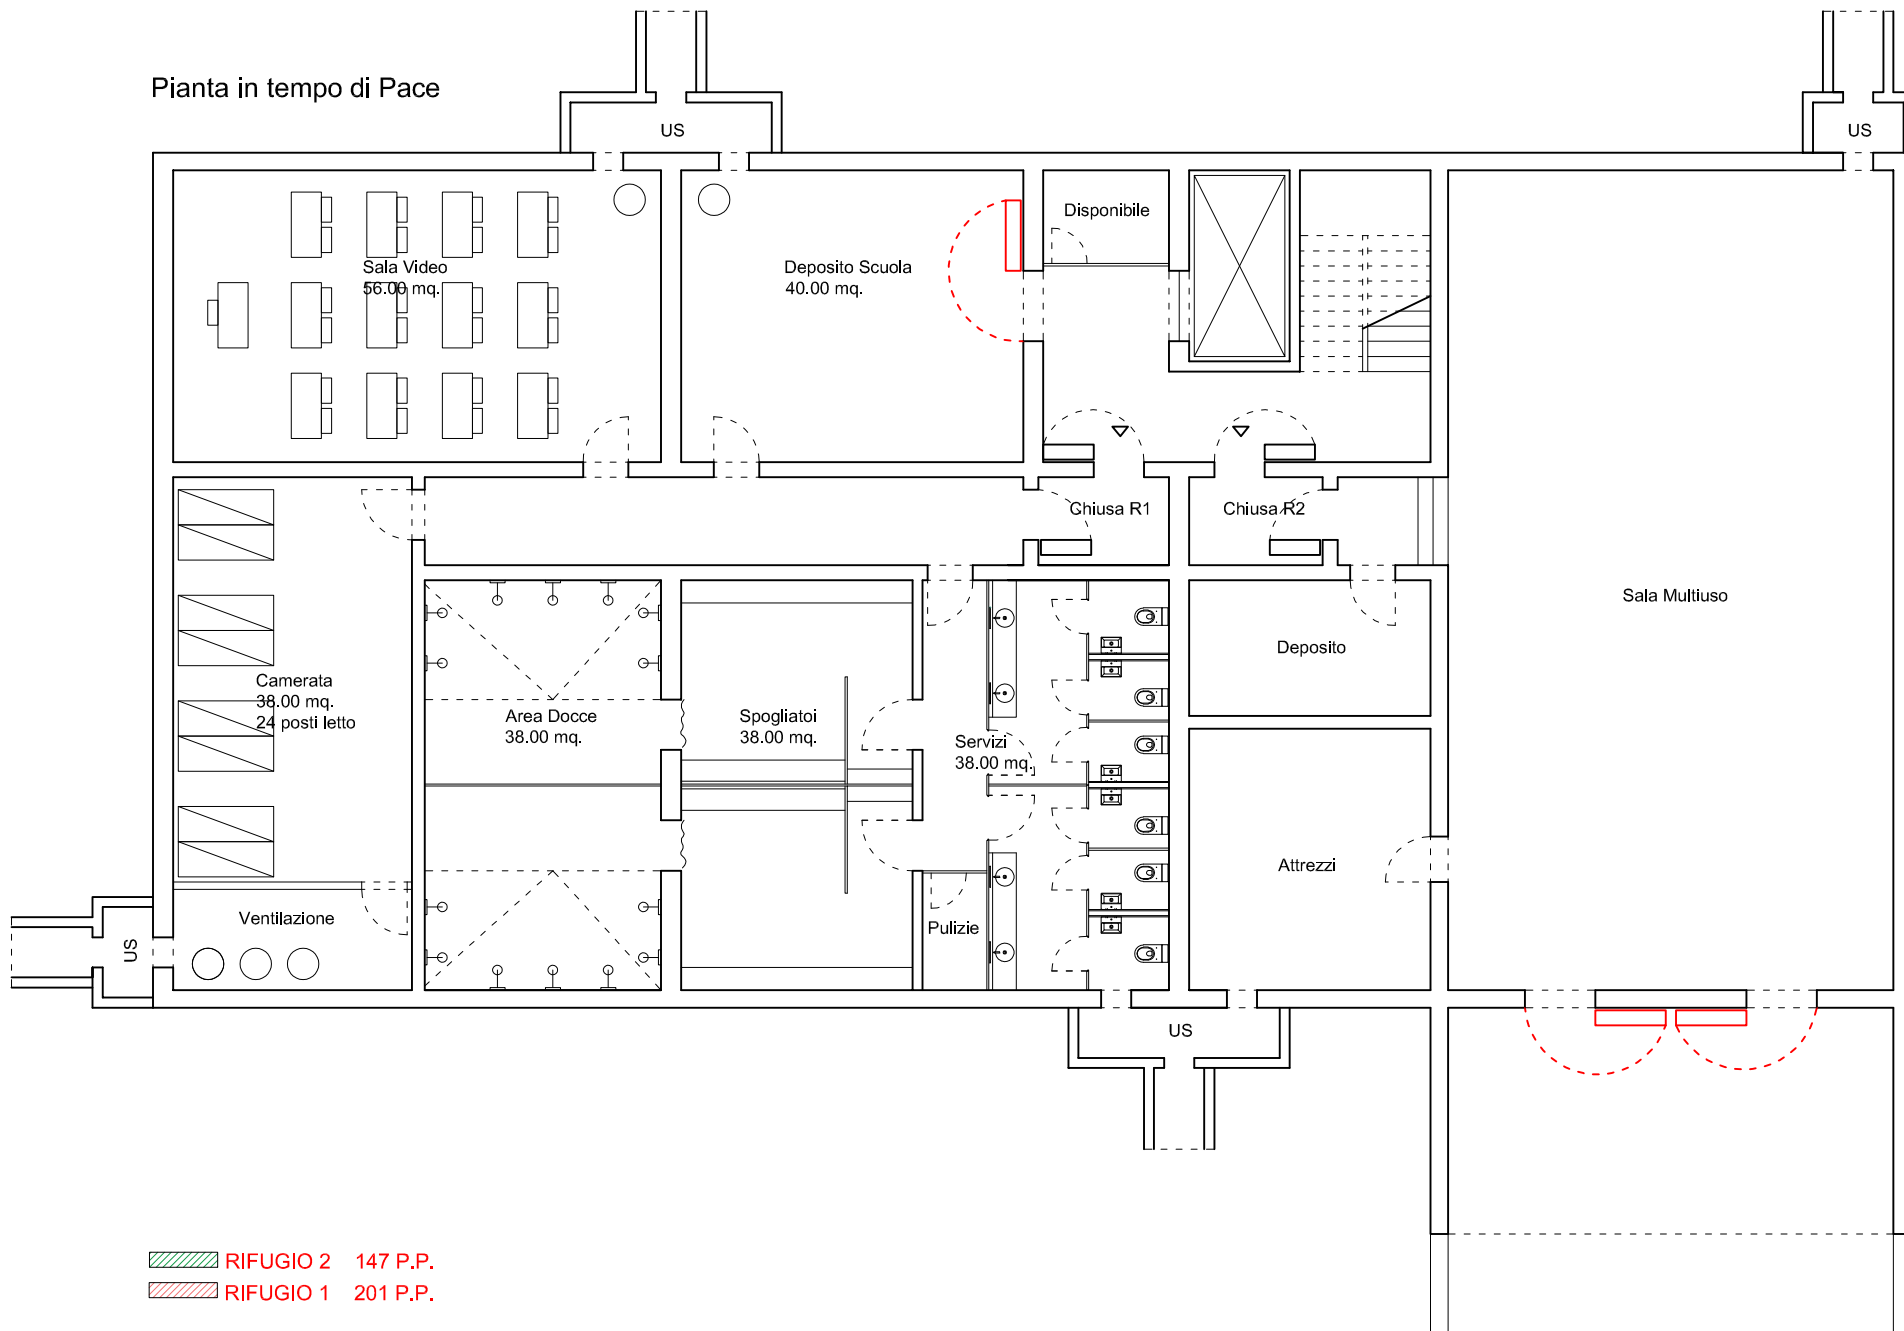 Pianta in tempo di Pace
US
US
Disponibile
Sala Video
56.00 mq.
Deposito Scuola
40.00 mq.
Chiusa R1
Chiusa R2
Sala Multiuso
Deposito
Camerata
38.00 mq.
24 posti letto
Area Docce
38.00 mq.
Spogliatoi
38.00 mq.
Servizi
38.00 mq.
Attrezzi
Ventilazione
Pulizie
US
US
RIFUGIO 2 147 P.P.
RIFUGIO 1 201 P.P.